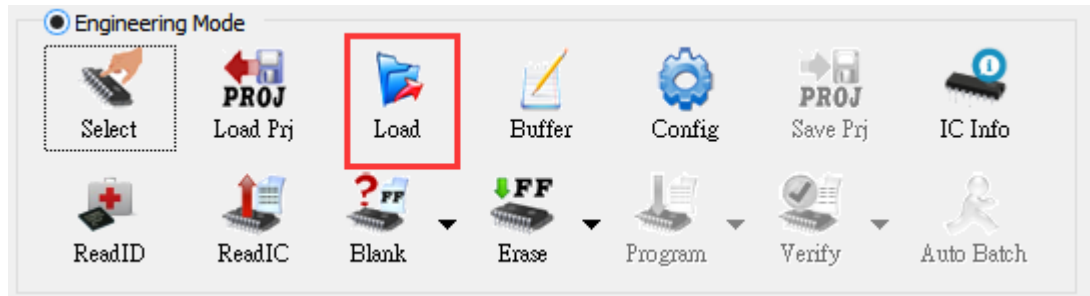 Engineering Mode
PROJ
PROJ
Select
Load Prj
Load
Buffer
Config
Save Prj
IC Info
? FF
FF
ReadID
ReadIC
Blank
Erase
Program
Verify
Auto Batch